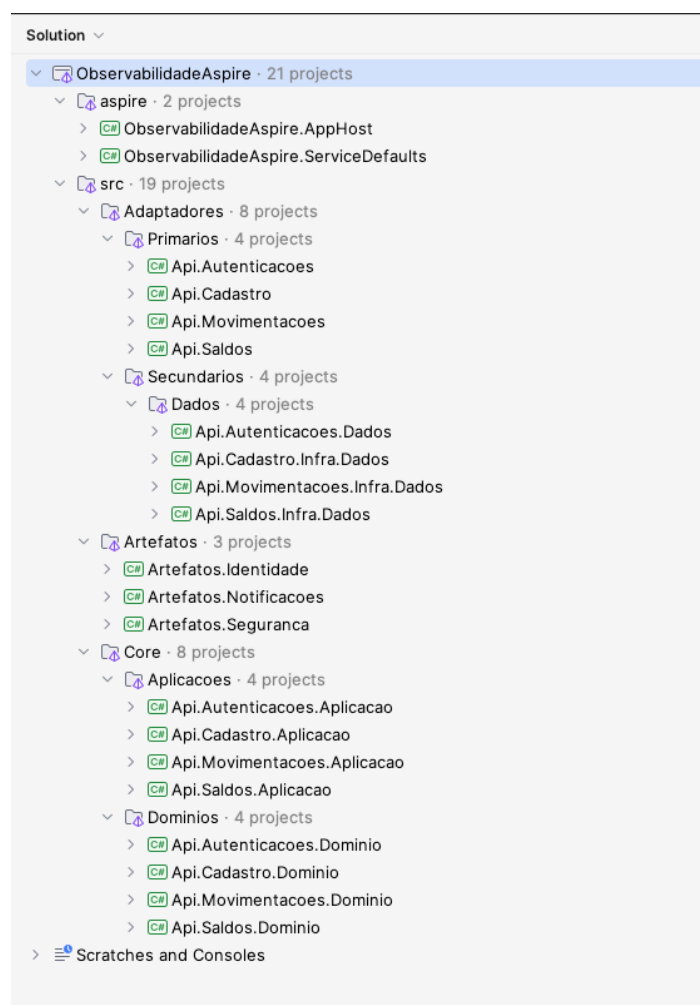 Solution
ObservabilidadeAspire · 21 projects
aspire · 2 projects
C# ObservabilidadeAspire.AppHost
C# ObservabilidadeAspire.ServiceDefaults
src · 19 projects
Adaptadores · 8 projects
Primarios · 4 projects
C# Api.Autenticacoes
C# Api.Cadastro
C# Api.Movimentacoes
C# Api.Saldos
Secundarios · 4 projects
Dados · 4 projects
C# Api.Autenticacoes.Dados
C# Api.Cadastro.Infra.Dados
C# Api.Movimentacoes.Infra.Dados
C# Api.Saldos.Infra.Dados
Artefatos · 3 projects
C# Artefatos.Identidade
C# Artefatos.Notificacoes
C# Artefatos.Seguranca
Core · 8 projects
Aplicacoes · 4 projects
C# Api.Autenticacoes.Aplicacao
C# Api.Cadastro.Aplicacao
C# Api.Movimentacoes.Aplicacao
C# Api.Saldos.Aplicacao
Dominios · 4 projects
C# Api.Autenticacoes.Dominio
C# Api.Cadastro.Dominio
C# Api.Movimentacoes.Dominio
C# Api.Saldos.Dominio
Scratches and Consoles